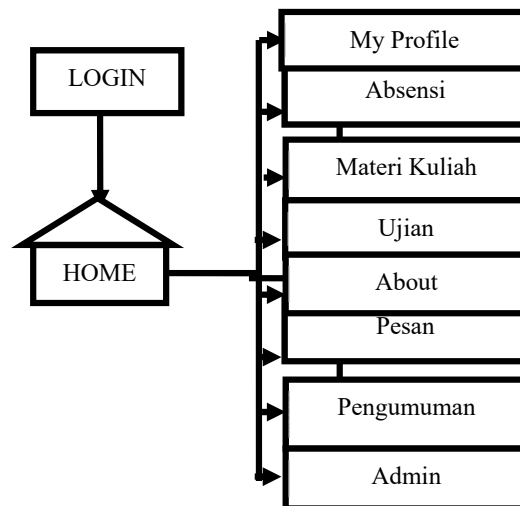 LOGIN
HOME
My Profile
Absensi
Materi Kuliah
Ujian
About
Pesan
Pengumuman
Admin